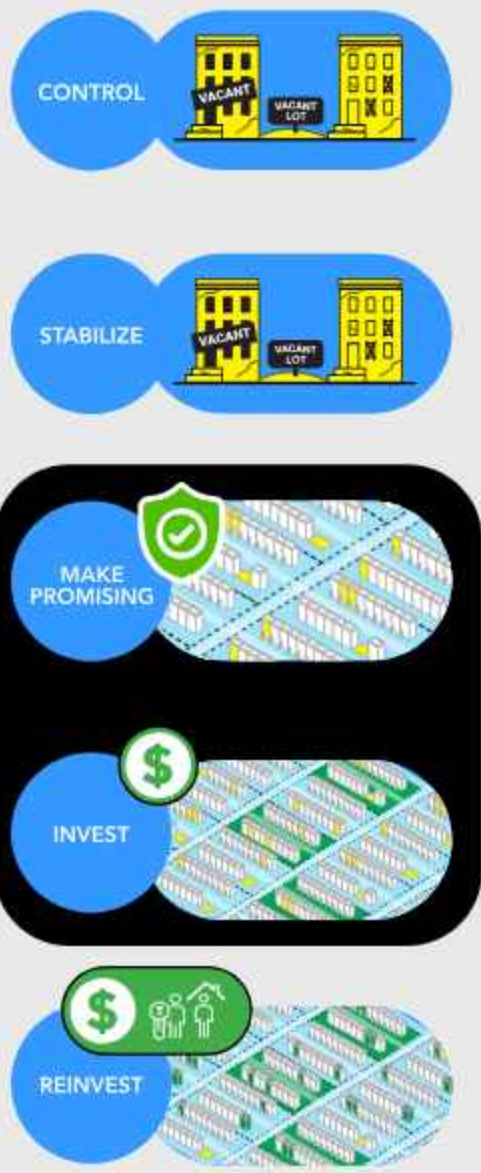 CONTROL
VACANT
VACANT
LOT
STABILIZE
VACANT
VACANT
LOT
MAKE
PROMISING
$
INVEST
$
REINVEST